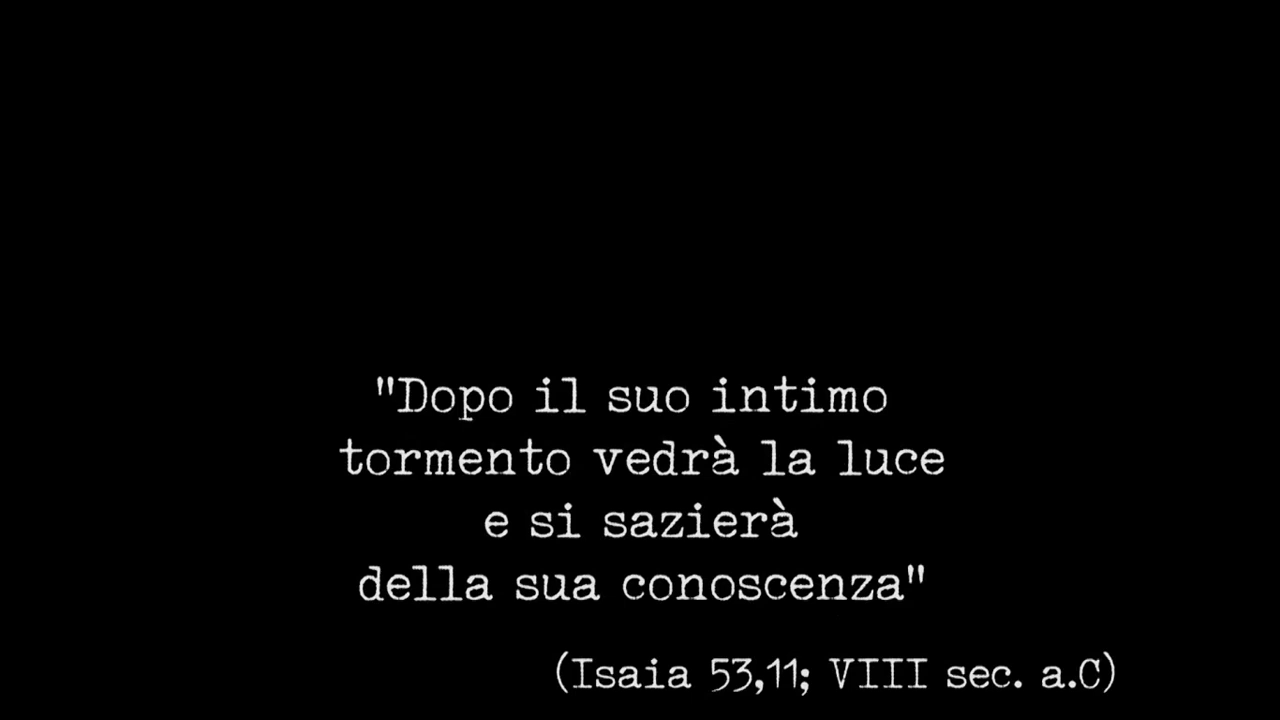 "Dopo il suo intimo
tormento vedrà la luce
e si sazierà
della sua conoscenza"
(Isaia 53,11; VIII sec. a.C)